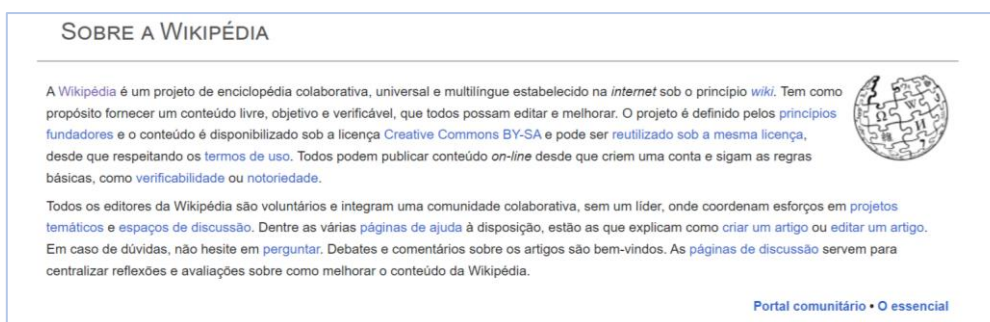 SOBRE A WIKIPÉDIA
A Wikipédia é um projeto de enciclopédia colaborativa, universal e multilíngue estabelecido na internet sob o princípio wiki. Tem como
propósito fornecer um conteúdo livre, objetivo e verificável, que todos possam editar e melhorar. O projeto é definido pelos princípios
fundadores e o conteúdo é disponibilizado sob a licença Creative Commons BY-SA e pode ser reutilizado sob a mesma licença,
desde que respeitando os termos de uso. Todos podem publicar conteúdo on-line desde que criem uma conta e sigam as regras
básicas, como verificabilidade ou notoriedade.
Todos os editores da Wikipédia são voluntários e integram uma comunidade colaborativa, sem um líder, onde coordenam esforços em projetos
temáticos e espaços de discussão. Dentre as várias páginas de ajuda à disposição, estão as que explicam como criar um artigo ou editar um artigo.
Em caso de dúvidas, não hesite em perguntar. Debates e comentários sobre os artigos são bem-vindos. As páginas de discussão servem para
centralizar reflexões e avaliações sobre como melhorar o conteúdo da Wikipédia.
Portal comunitário • O essencial